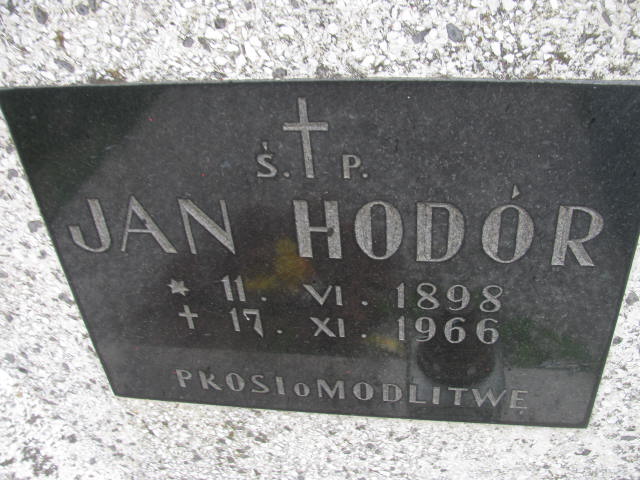 Ś. P.
JAN HODÓR
* 11. VI. 1898
+ 17. XI. 1966
PROSI o MODLITWĘ